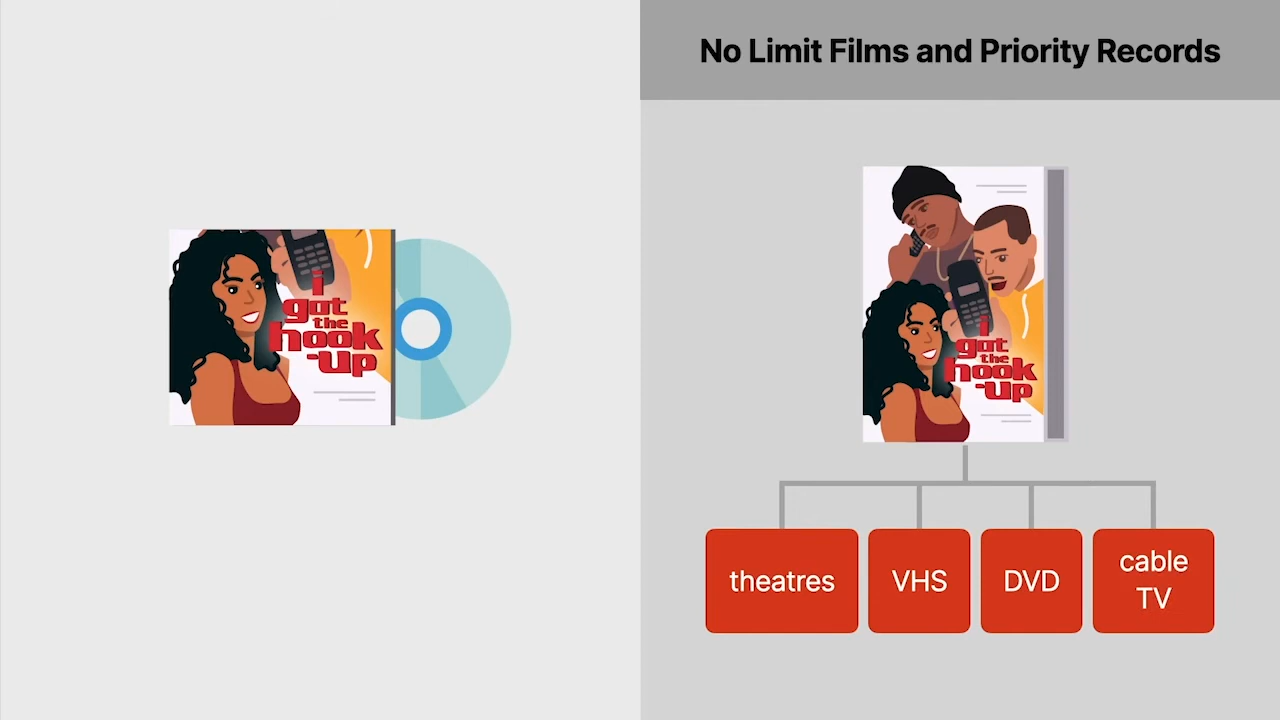 i
got
the
hook
-up
No Limit Films and Priority Records
i
got
the
hook
-up
theatres
VHS
DVD
cable
TV